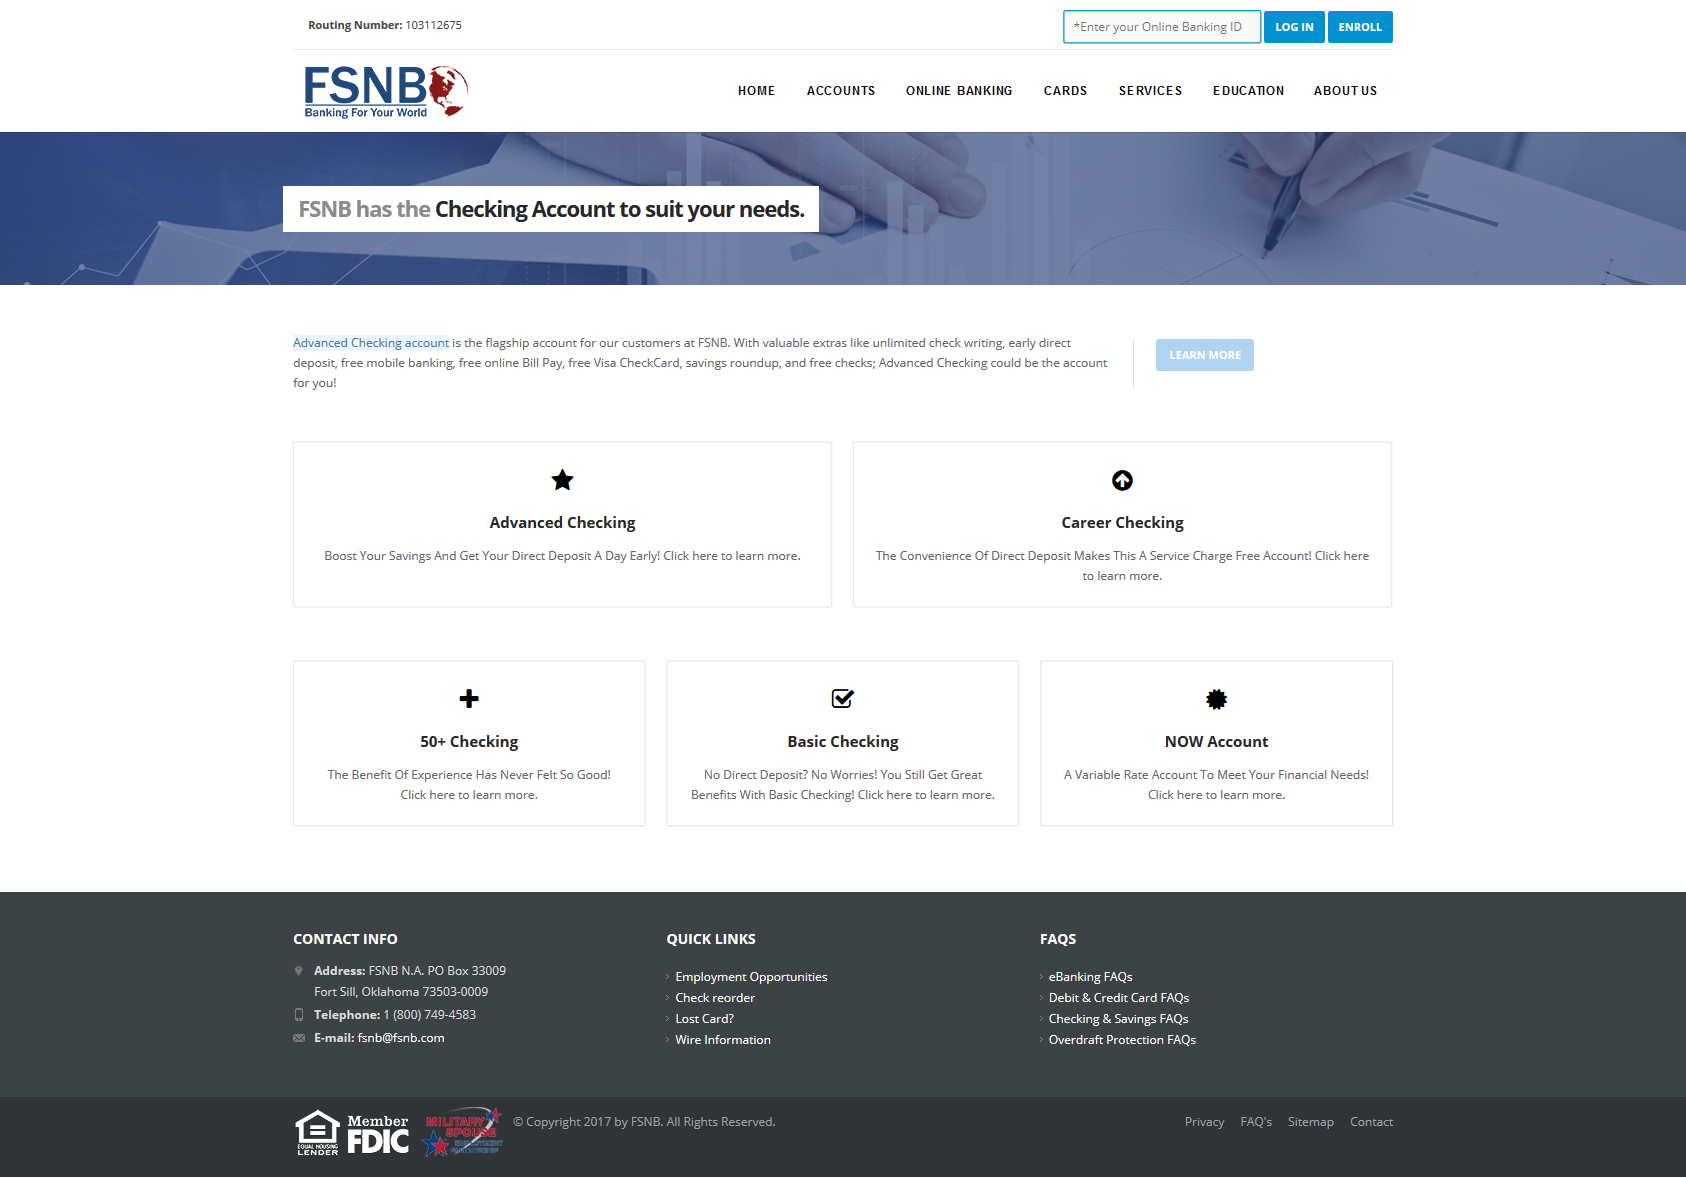 Routing Number: 103112675
*Enter your Online Banking ID
LOG IN
ENROLL
FSNB
Banking For Your World
HOME
ACCOUNTS
ONLINE BANKING
CARDS
SERVICES
EDUCATION
ABOUT US
FSNB has the Checking Account to suit your needs.
Advanced Checking account is the flagship account for our customers at FSNB. With valuable extras like unlimited check writing, early direct
deposit, free mobile banking, free online Bill Pay, free Visa CheckCard, savings roundup, and free checks; Advanced Checking could be the account
for you!
LEARN MORE
Advanced Checking
Boost Your Savings And Get Your Direct Deposit A Day Early! Click here to learn more.
Career Checking
The Convenience Of Direct Deposit Makes This A Service Charge Free Account! Click here
to learn more.
50+ Checking
The Benefit Of Experience Has Never Felt So Good!
Click here to learn more.
Basic Checking
No Direct Deposit? No Worries! You Still Get Great
Benefits With Basic Checking! Click here to learn more.
NOW Account
A Variable Rate Account To Meet Your Financial Needs!
Click here to learn more.
CONTACT INFO
Address: FSNB N.A. PO Box 33009
Fort Sill, Oklahoma 73503-0009
Telephone: 1 (800) 749-4583
E-mail: fsnb@fsnb.com
QUICK LINKS
Employment Opportunities
Check reorder
Lost Card?
Wire Information
FAQS
eBanking FAQs
Debit & Credit Card FAQs
Checking & Savings FAQs
Overdraft Protection FAQs
EQUAL HOUSING
LENDER
Member
FDIC
MILITARY
SPOUSE
EMPLOYMENT
PARTNERSHIP
© Copyright 2017 by FSNB. All Rights Reserved.
Privacy
FAQ's
Sitemap
Contact